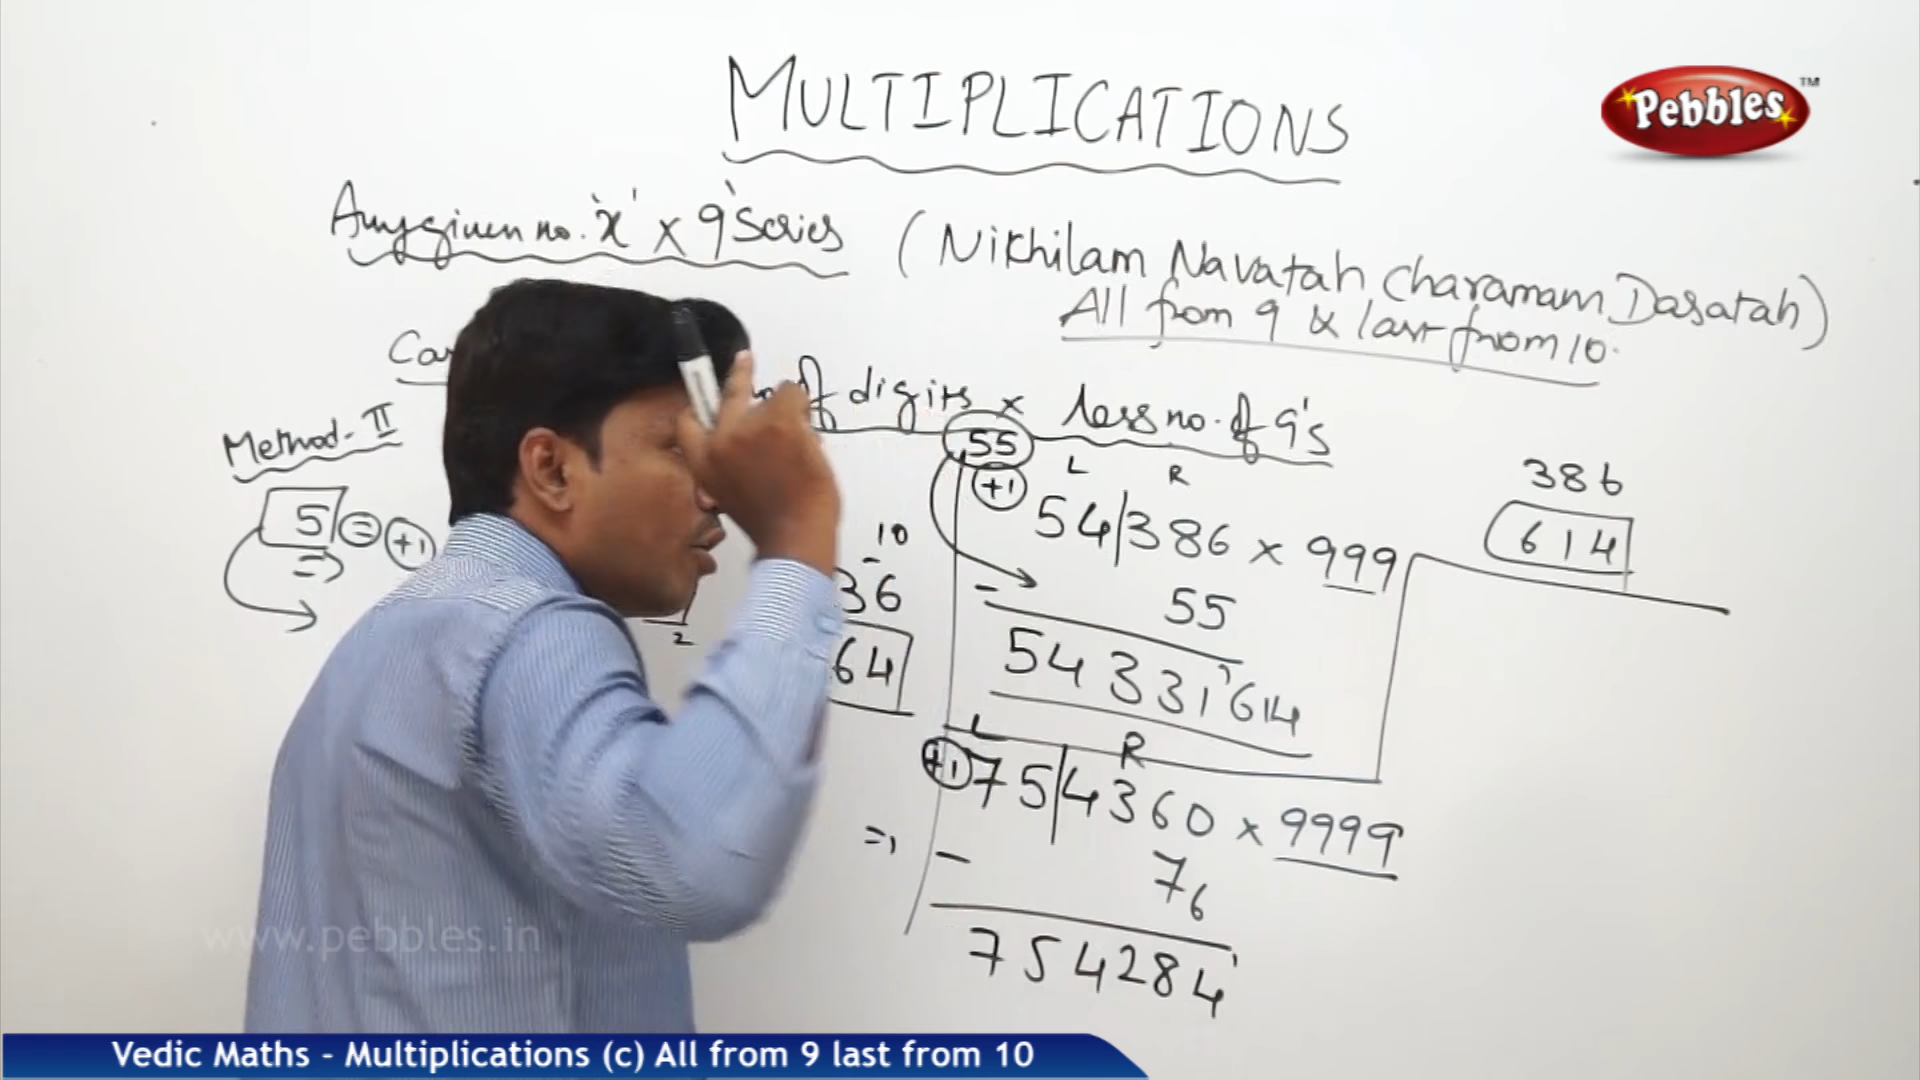 MULTIPLICATIONS
Pebbles™
Any given no. 'x' × '9' Series
(Nikhilam Navatah Charamam Dasatah)
All from 9 & last from 10.
of digits × less no. of 9's
Method-II
55
+1
L R
54|386 × 999
55
-
54331'614
386
614
5 = +1
=>
10
-
36
64
2
L R
+1 75|4360 × 9999
=,
- 76
754284'
www.pebbles.in
Vedic Maths - Multiplications (c) All from 9 last from 10